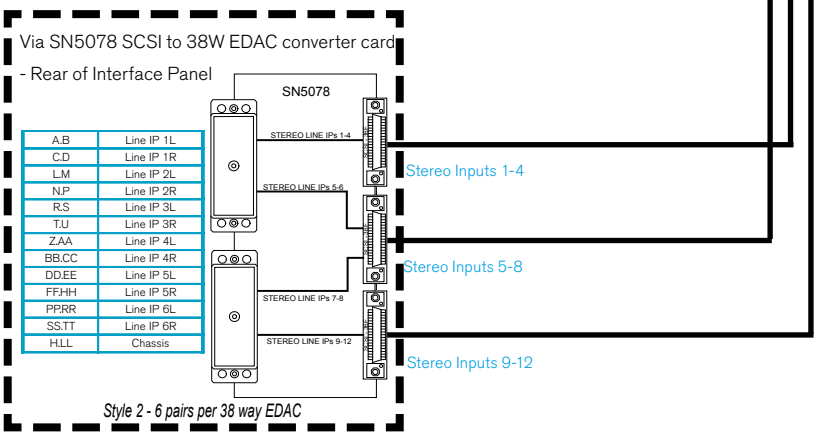 Via SN5078 SCSI to 38W EDAC converter card
- Rear of Interface Panel
SN5078
STEREO LINE IPs 1-4
STEREO LINE IPs 5-6
STEREO LINE IPs 7-8
STEREO LINE IPs 9-12
A.B Line IP 1L
C.D Line IP 1R
L.M Line IP 2L
N.P Line IP 2R
R.S Line IP 3L
T.U Line IP 3R
Z.AA Line IP 4L
BB.CC Line IP 4R
DD.EE Line IP 5L
FF.HH Line IP 5R
PP.RR Line IP 6L
SS.TT Line IP 6R
H.LL Chassis
Stereo Inputs 1-4
Stereo Inputs 5-8
Stereo Inputs 9-12
Style 2 - 6 pairs per 38 way EDAC